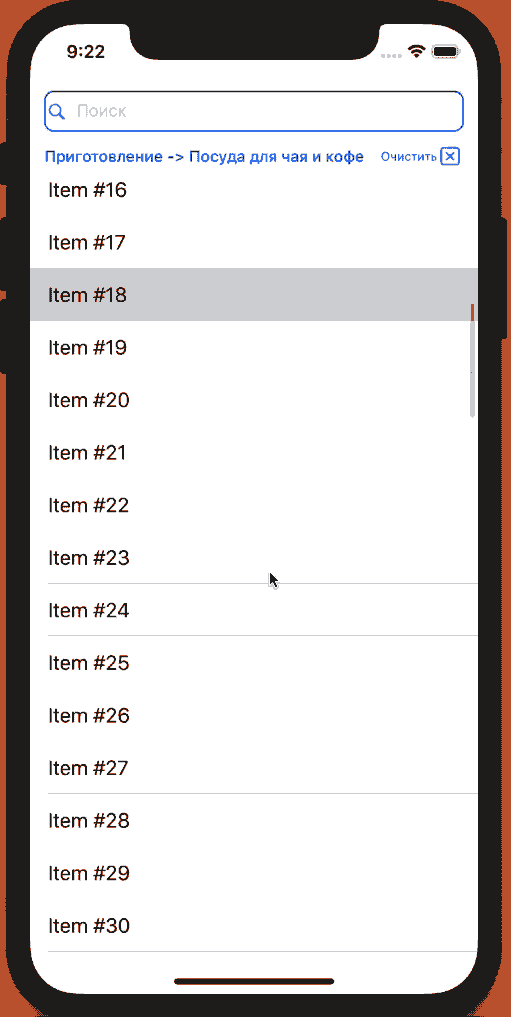 9:22
Поиск
Приготовление -> Посуда для чая и кофе Очистить
Item #16
Item #17
Item #18
Item #19
Item #20
Item #21
Item #22
Item #23
Item #24
Item #25
Item #26
Item #27
Item #28
Item #29
Item #30